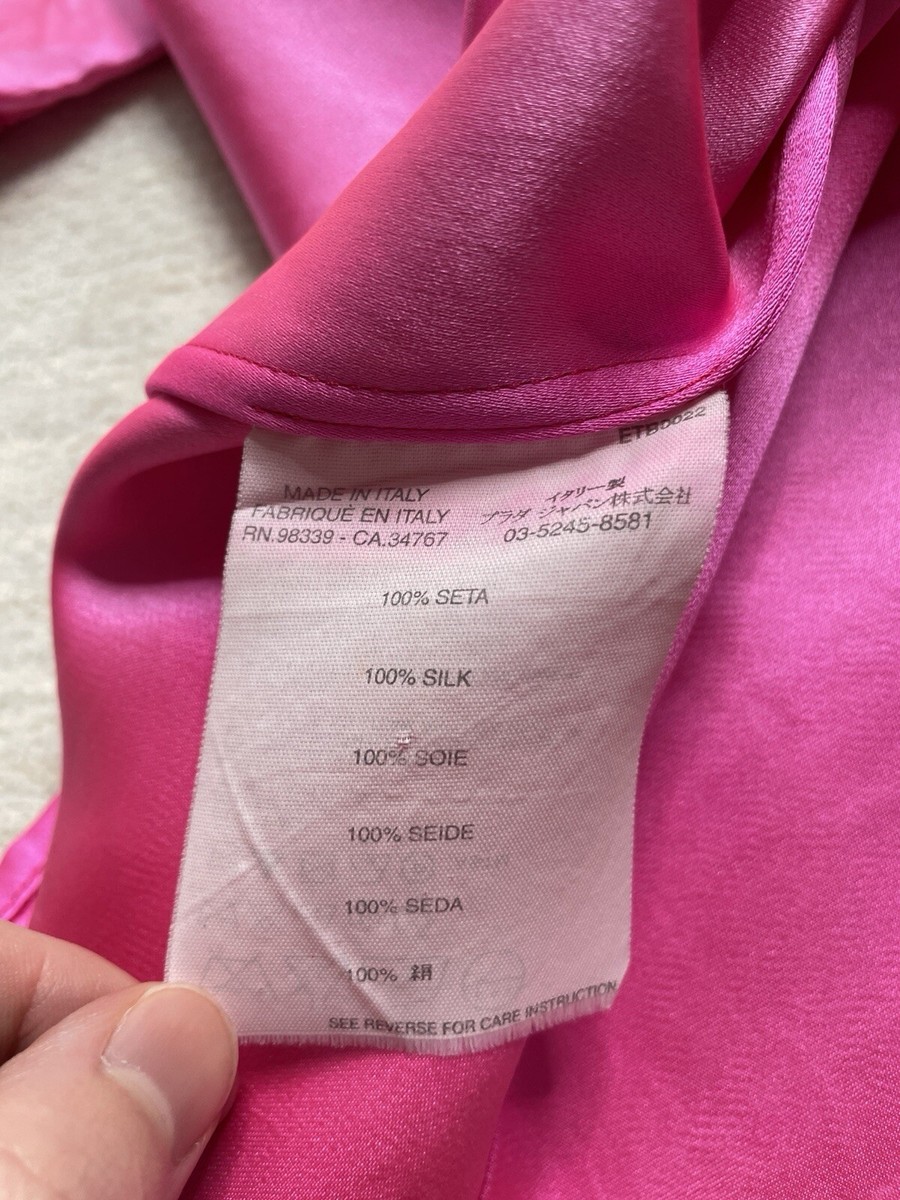 ETB0022
MADE IN ITALY
FABRIQUÉ EN ITALY
RN.98339 - CA.34767
イタリー製
プラダ ジャパン株式会社
03-5245-8581
100% SETA
100% SILK
100% SOIE
100% SEIDE
100% SEDA
100% 絹
SEE REVERSE FOR CARE INSTRUCTION